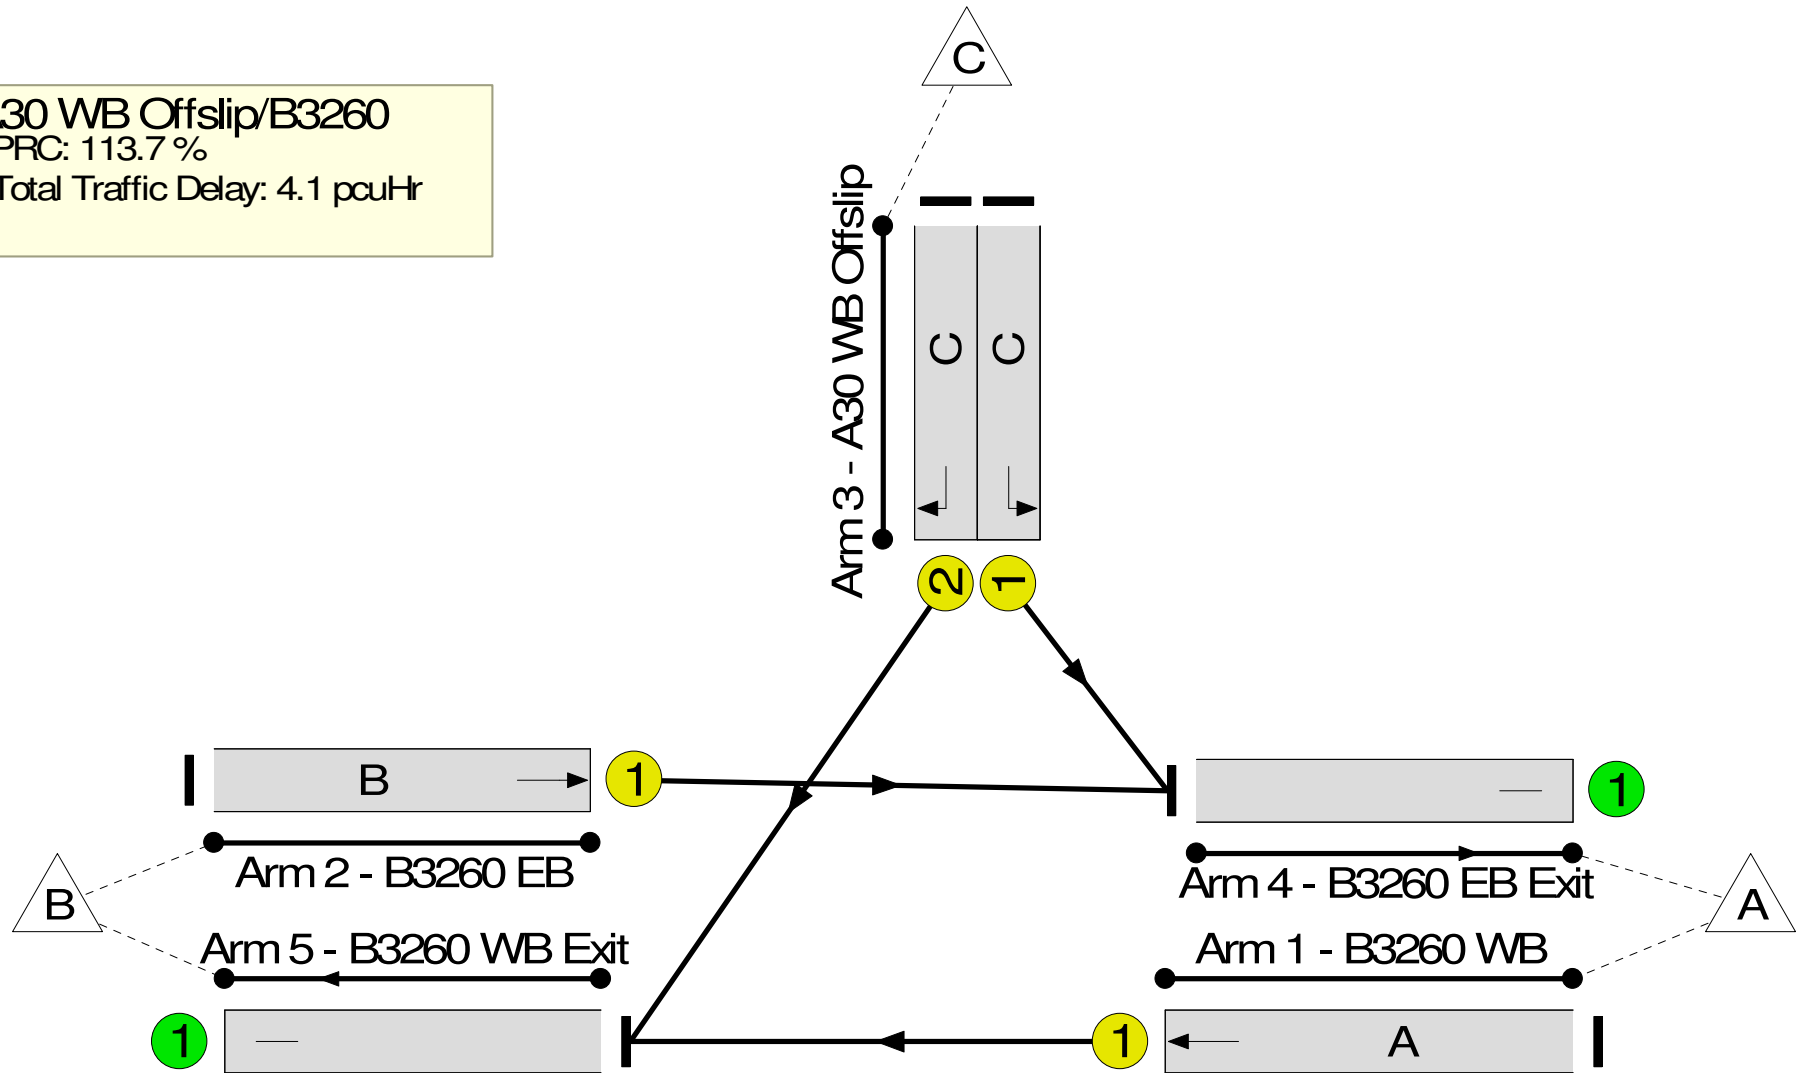 C
30 WB Offslip/B3260
PRC: 113.7 %
Total Traffic Delay: 4.1 pcuHr
Arm 3 - A30 WB Offslip
C
C
2
1
B
1
1
Arm 2 - B3260 EB
Arm 4 - B3260 EB Exit
B
A
Arm 5 - B3260 WB Exit
Arm 1 - B3260 WB
1
1
A